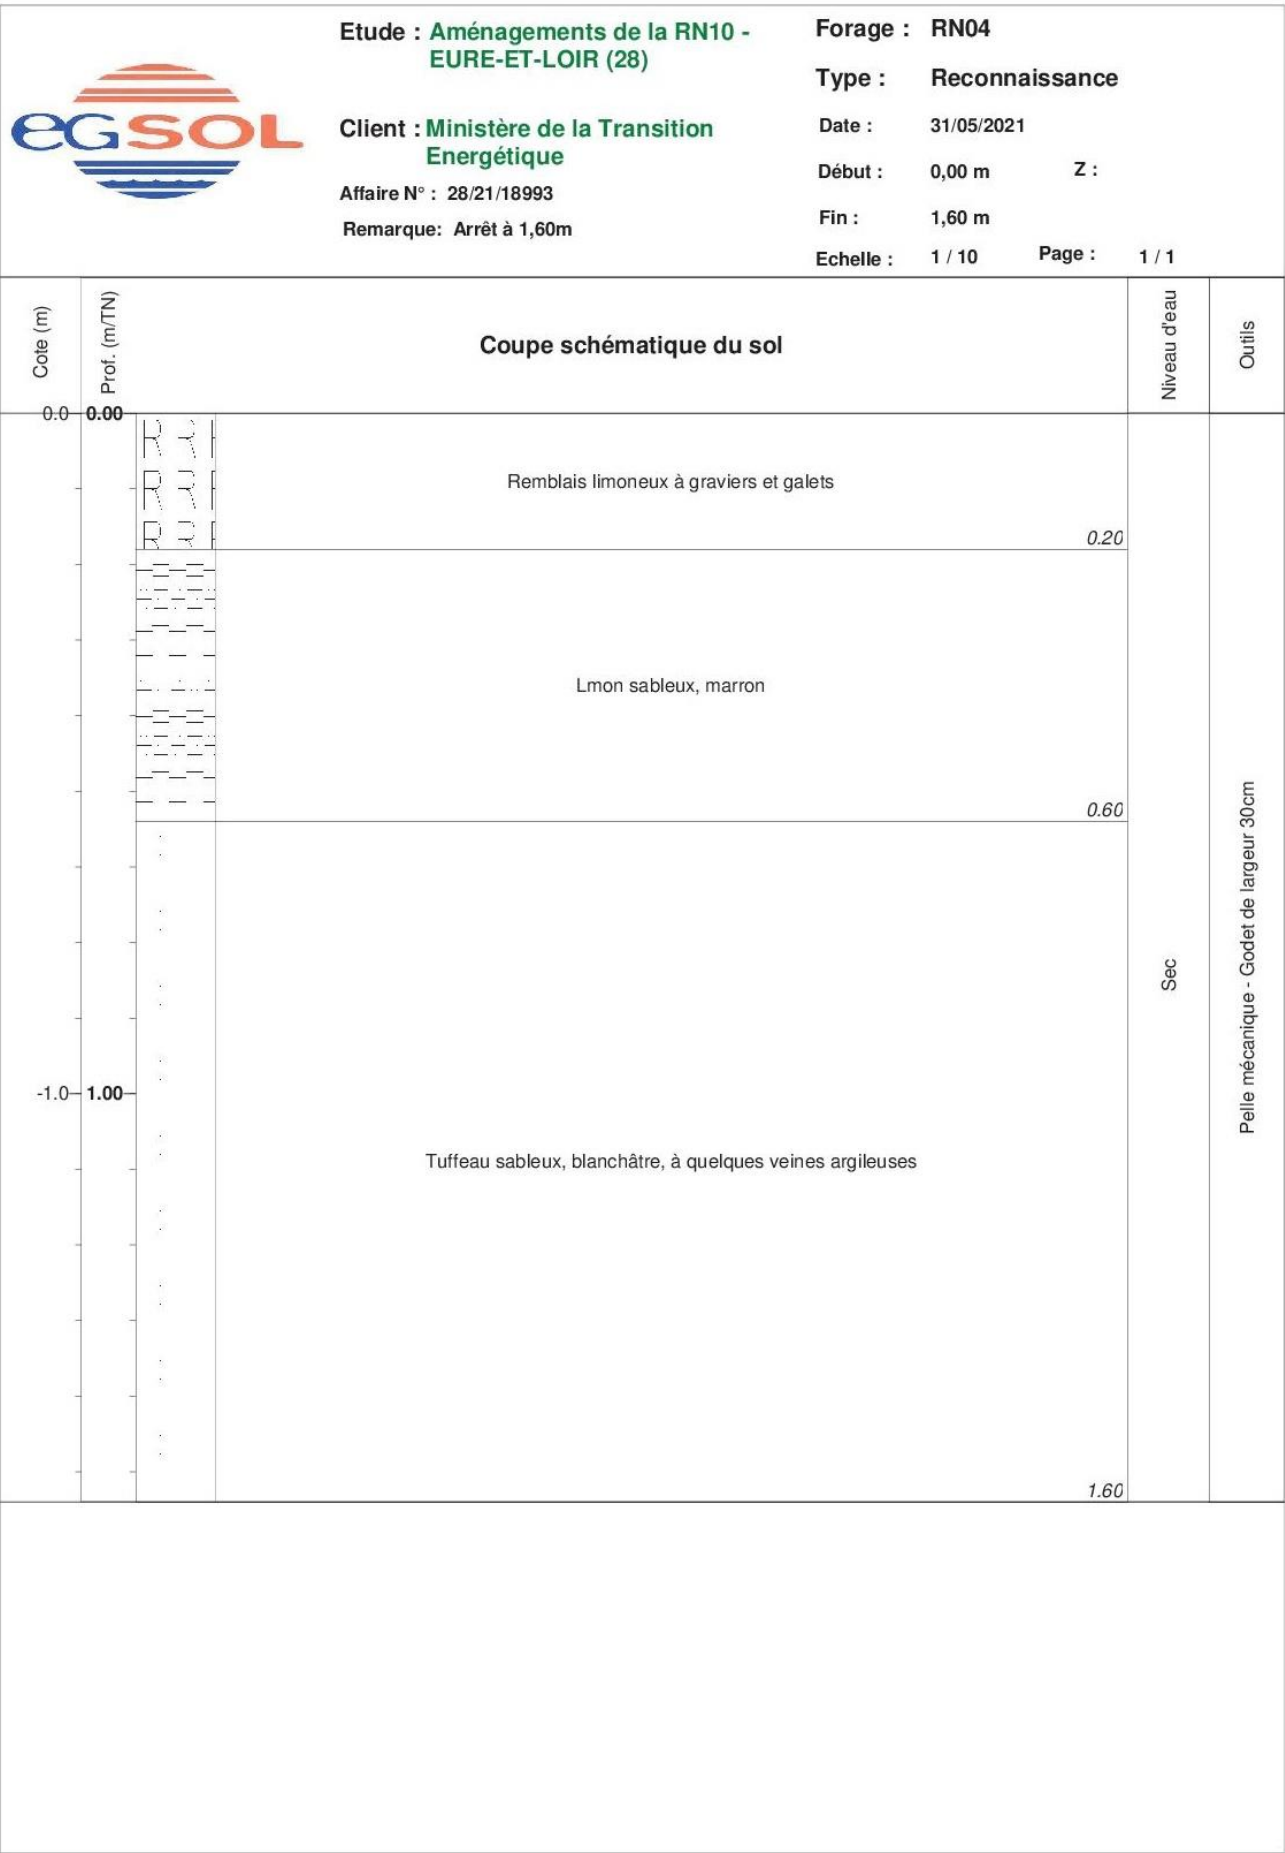 eGSOL
Etude : Aménagements de la RN10 -
EURE-ET-LOIR (28)
Client : Ministère de la Transition
Energétique
Affaire N° : 28/21/18993
Remarque: Arrêt à 1,60m
Forage : RN04
Type : Reconnaissance
Date : 31/05/2021
Début : 0,00 m Z :
Fin : 1,60 m
Echelle : 1 / 10 Page : 1 / 1
Cote (m)
Prof. (m/TN)
Coupe schématique du sol
Niveau d'eau
Outils
0.0 0.00
Remblais limoneux à graviers et galets
0.20
Lmon sableux, marron
0.60
Sec
Pelle mécanique - Godet de largeur 30cm
-1.0 1.00
Tuffeau sableux, blanchâtre, à quelques veines argileuses
1.60